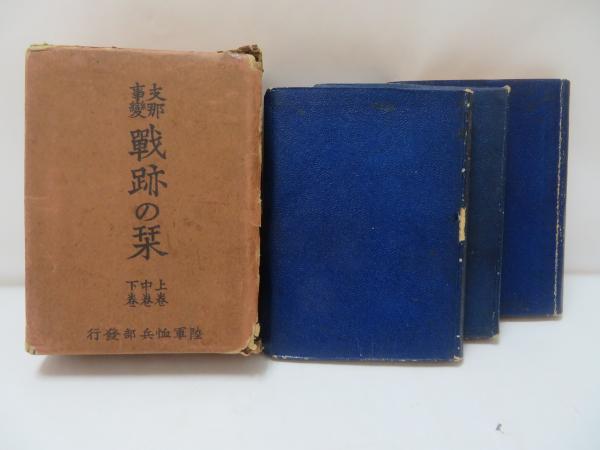 支那
事變
戰跡の栞
上巻
中巻
下巻
陸軍恤兵部發行